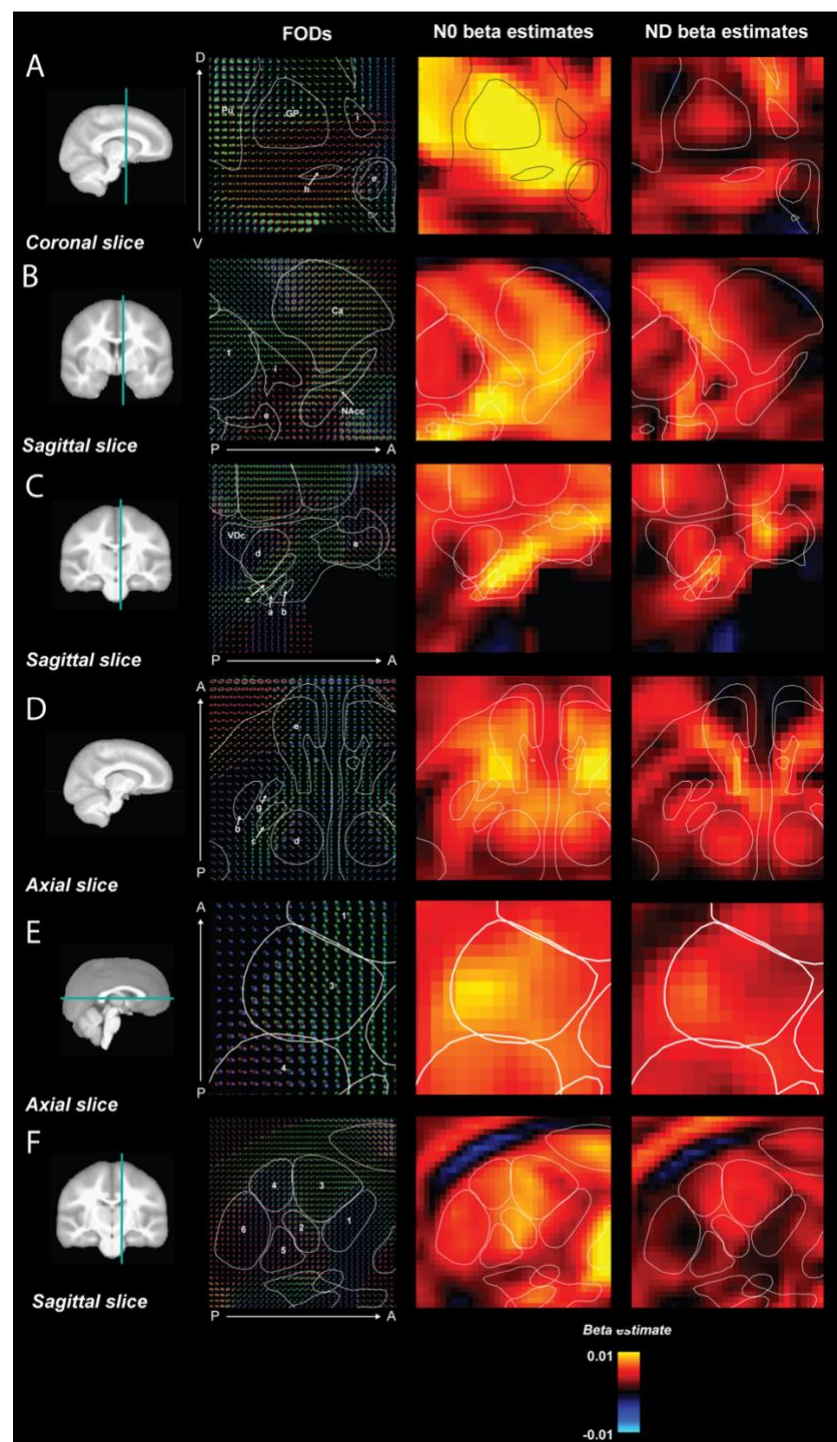 FODs N0 beta estimates ND beta estimates
A
D
Pu GP i
h e
Coronal slice V
B
Ca
1 i
e NAcc
Sagittal slice P A
C
VDc d e
c a b
Sagittal slice P A
D A
e
b g c d
Axial slice P
E A
1
3
4
Axial slice P
F
4 3
6 2 1
5
Sagittal slice P A
Beta estimate
0.01
-0.01